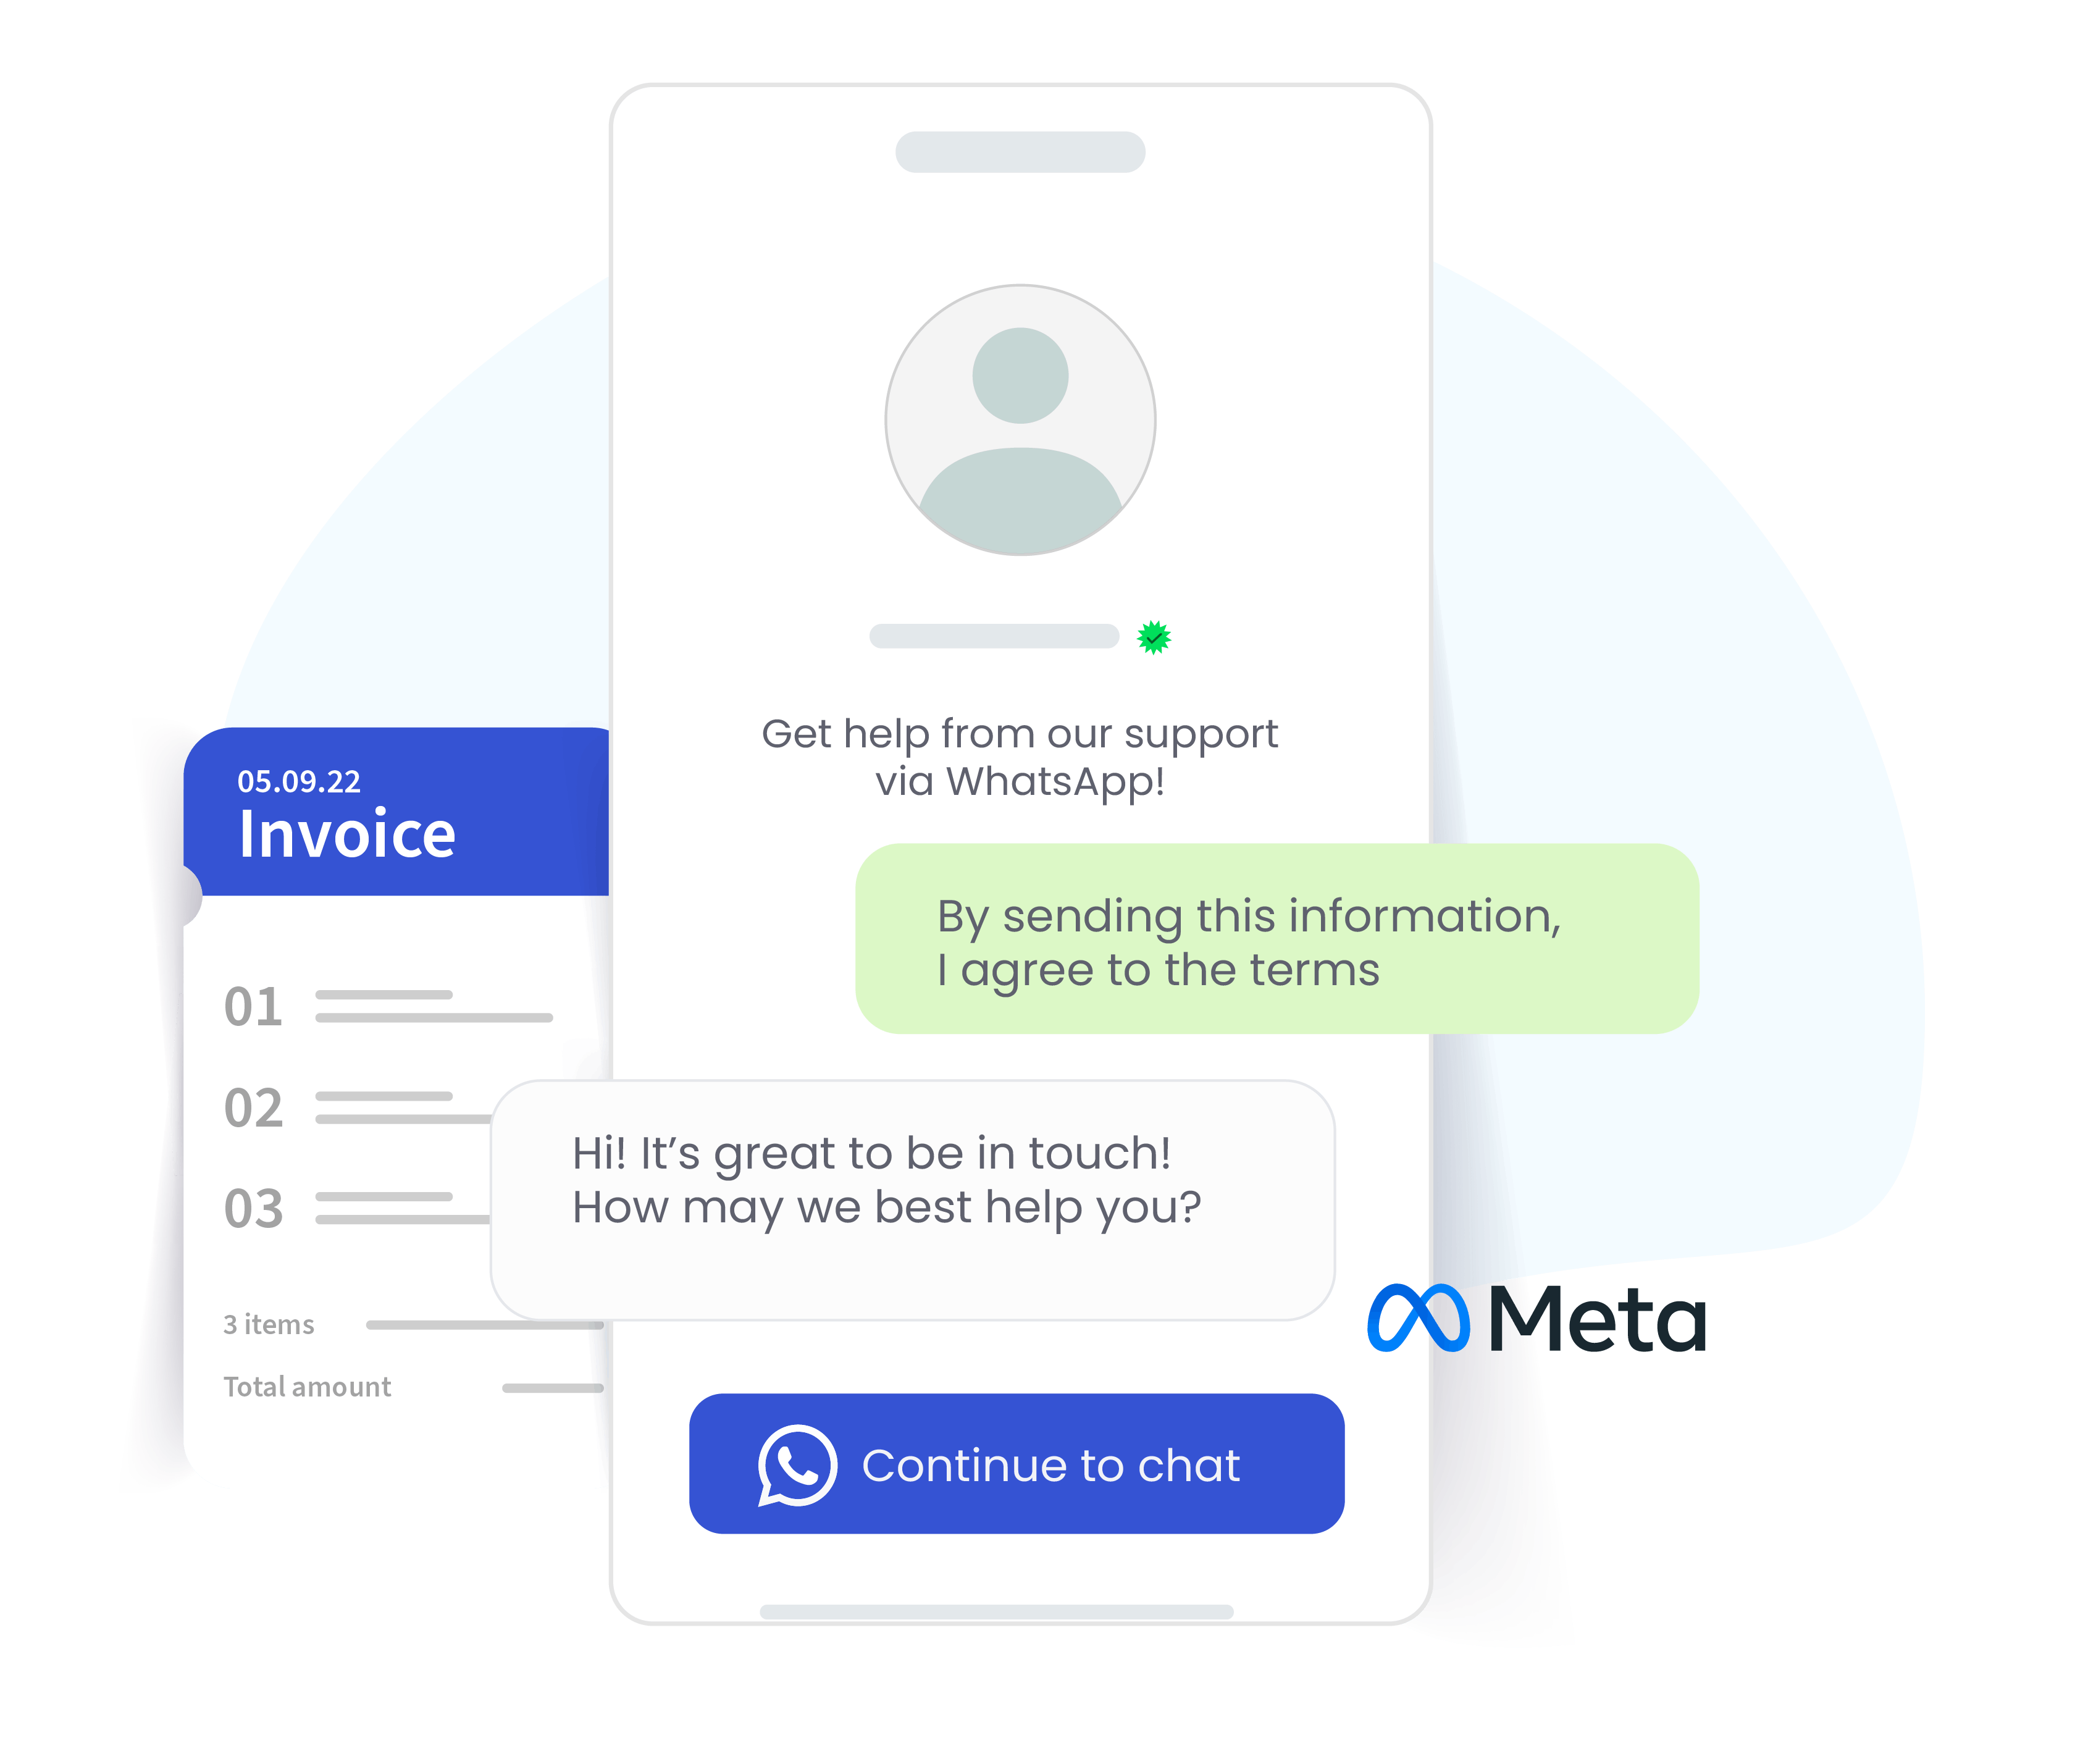 05.09.22
Invoice
01
02
03
3 items
Total amount
Get help from our support
via WhatsApp!
By sending this information,
I agree to the terms
Hi! It’s great to be in touch!
How may we best help you?
Meta
Continue to chat